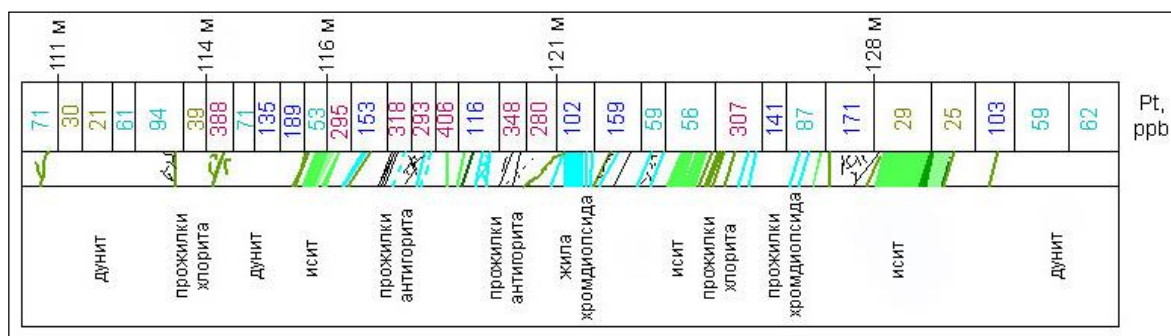 111 м
114 м
116 м
121 м
128 м
71
30
21
61
94
39
388
71
135
189
53
295
153
318
293
406
116
348
280
102
159
59
56
307
141
87
171
29
25
103
59
62
Pt,
ppb
дунит
прожилки
хлорита
дунит
исит
прожилки
антигорита
прожилки
антигорита
жила
хромдиопсида
исит
прожилки
хлорита
прожилки
хромдиопсида
исит
дунит